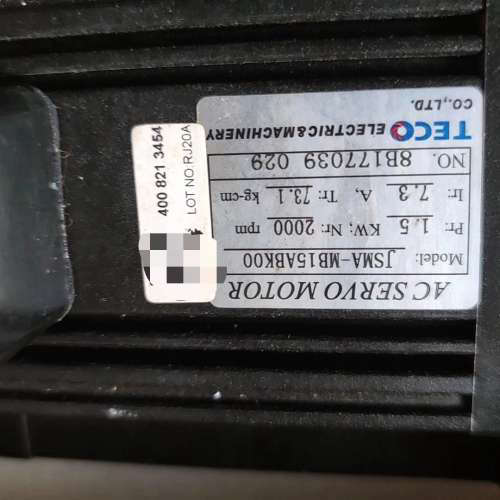 AC SERVO MOTOR
Model: JSMA-MB15ABK00
Pr: 1.5 KW; Nr: 2000 rpm
Ir: 7.3 A, Tr: 73.1 kg-cm
NO. 8B177039 029
TECO ELECTRIC&MACHINERY
CO.,LTD.
400 821 3454
LOT NO.RJ20A